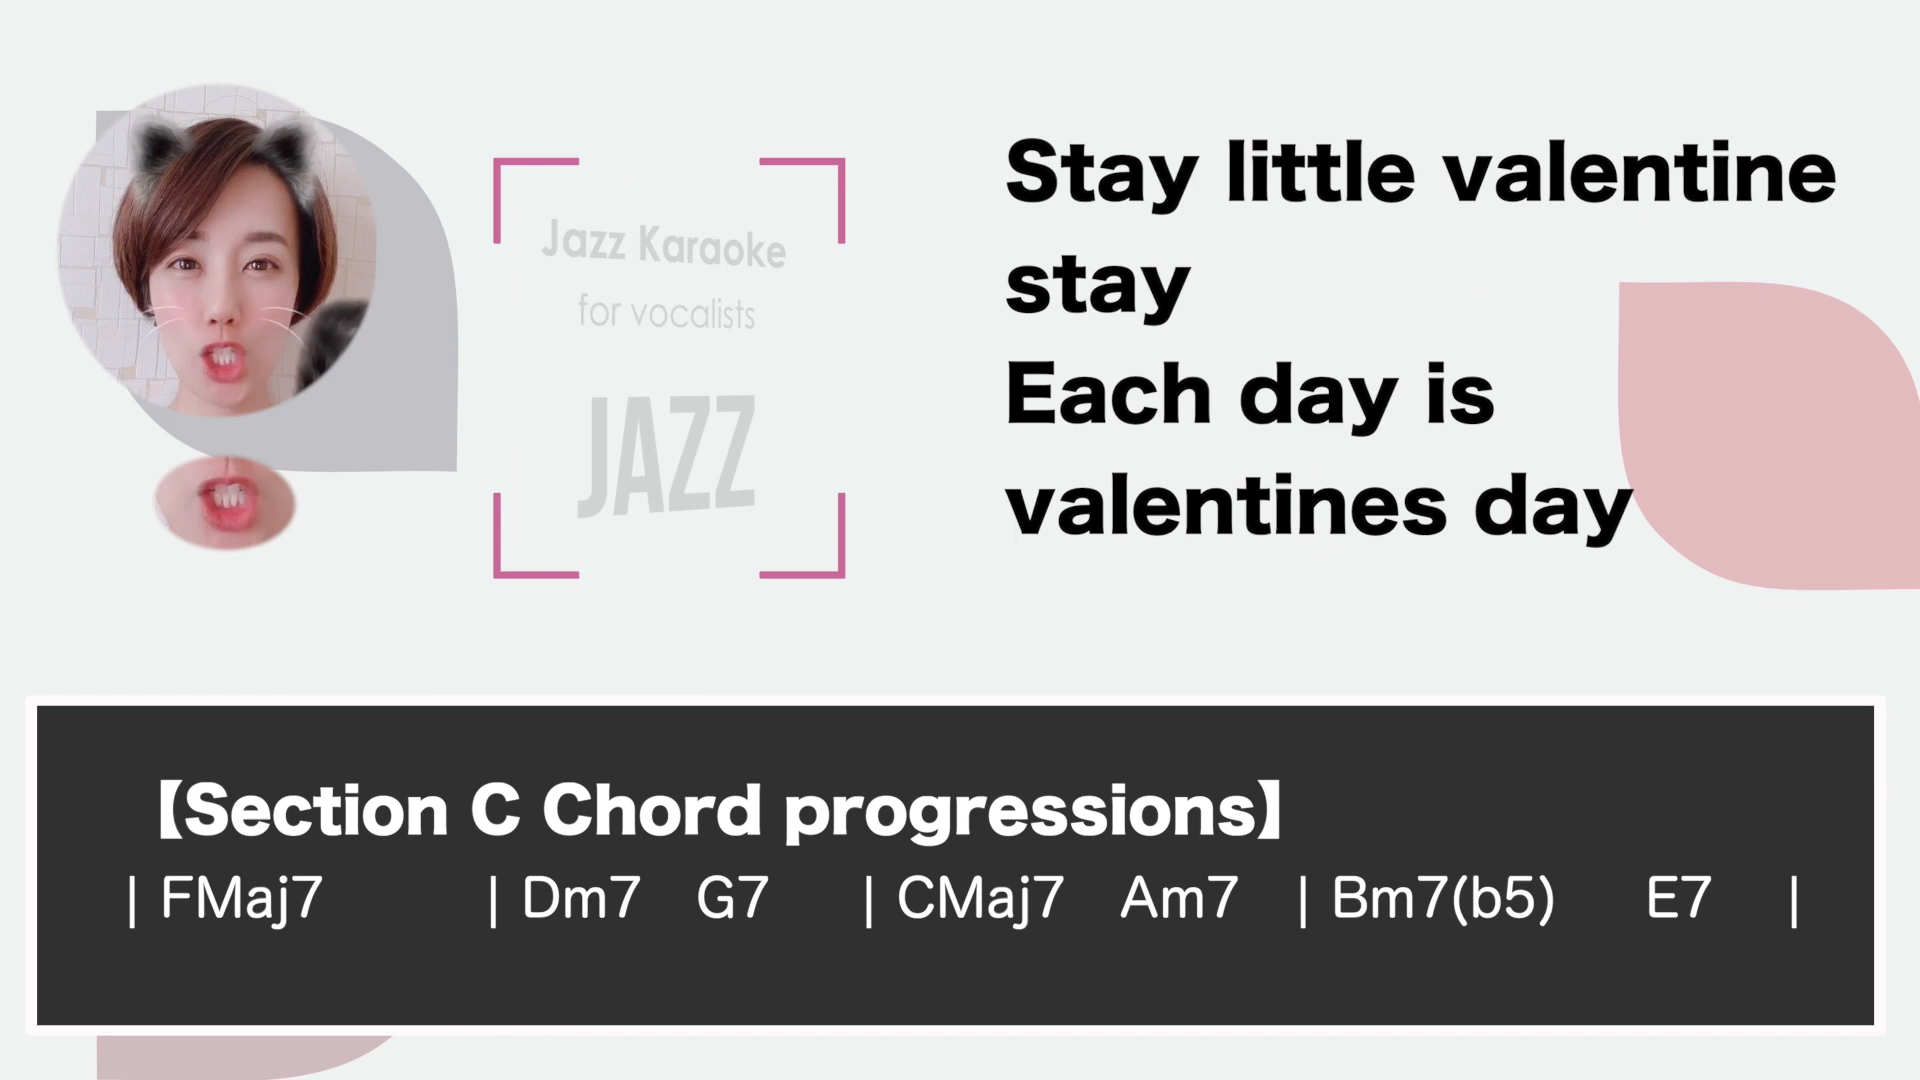 Jazz Karaoke
for vocalists
JAZZ
Stay little valentine
stay
Each day is
valentines day
【Section C Chord progressions】
| FMaj7 | Dm7 G7 | CMaj7 Am7 | Bm7(b5) E7 |